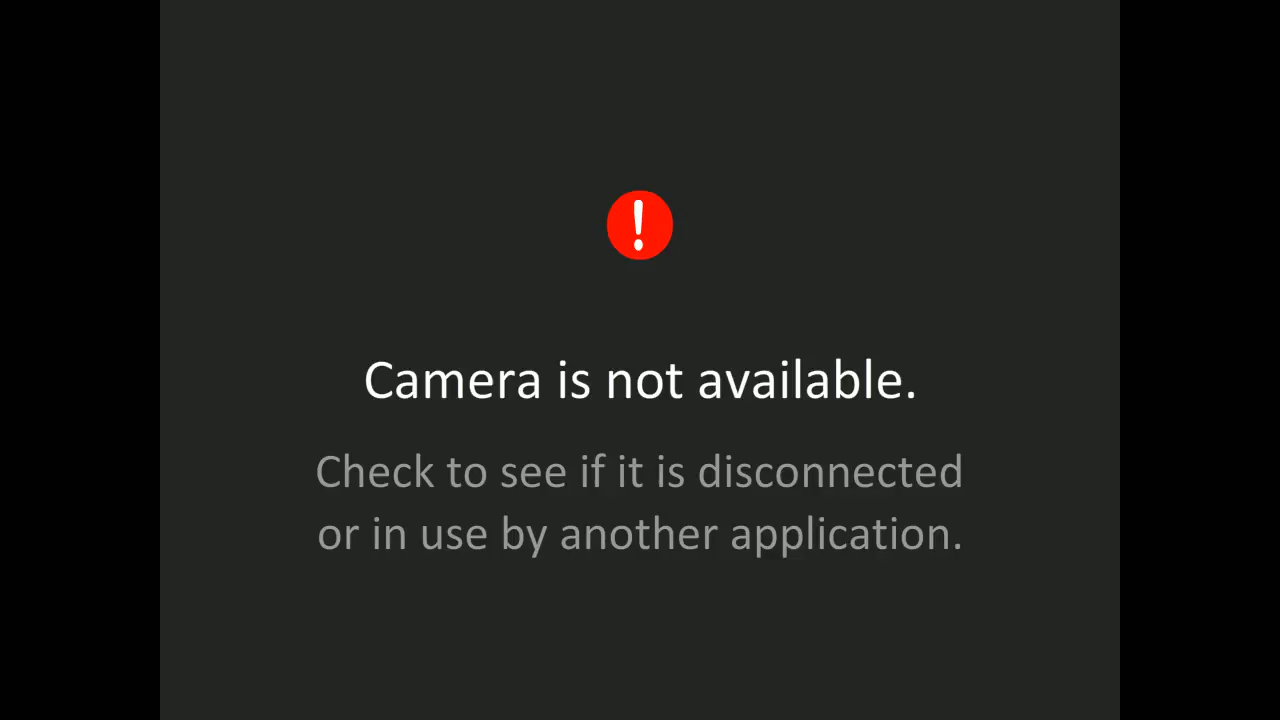 Camera is not available.
Check to see if it is disconnected
or in use by another application.